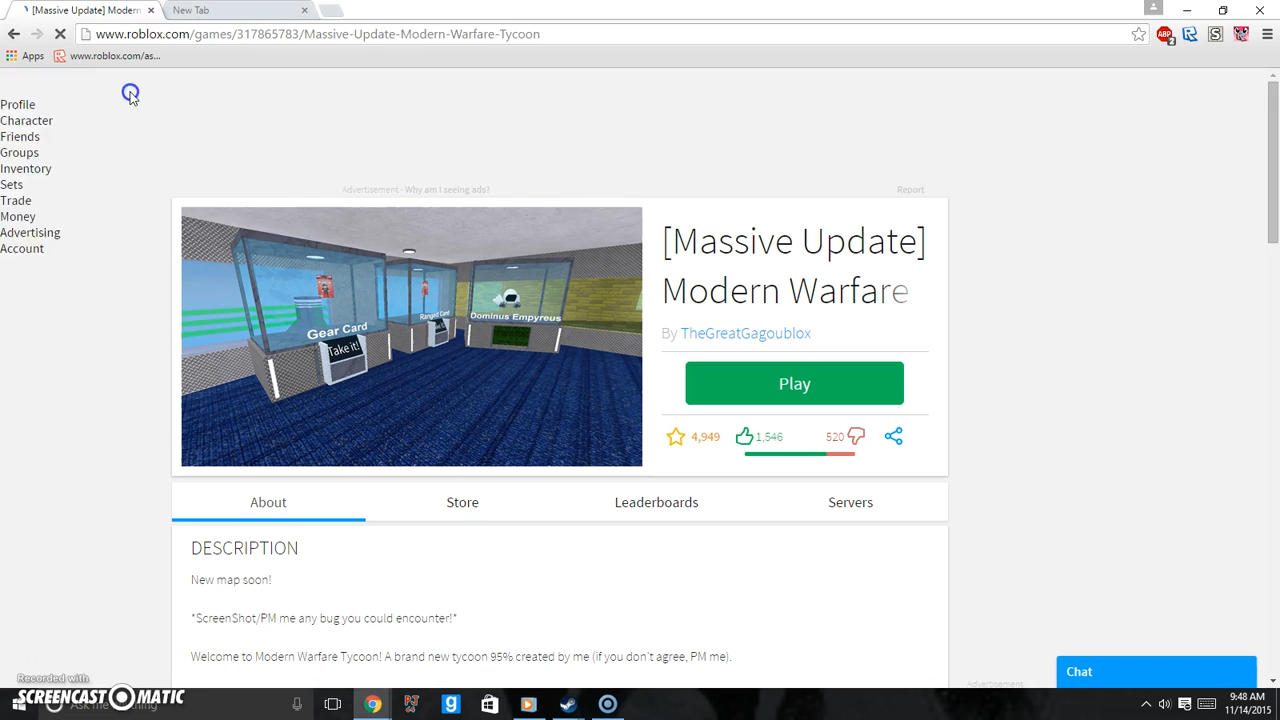 [Massive Update] Modern
New Tab
www.roblox.com/games/317865783/Massive-Update-Modern-Warfare-Tycoon
ABP
2
S
Apps
www.roblox.com/as...
Profile
Character
Friends
Groups
Inventory
Sets
Trade
Money
Advertising
Account
Advertisement - Why am I seeing ads?
Report
Gear Card
Take it!
Ranged Card
Dominus Empyreus
[Massive Update]
Modern Warfare
By TheGreatGagoublox
Play
4,949
1,546
520
About
Store
Leaderboards
Servers
DESCRIPTION
New map soon!
*ScreenShot/PM me any bug you could encounter!*
Welcome to Modern Warfare Tycoon! A brand new tycoon 95% created by me (if you don't agree, PM me).
Advertisement
Chat
Recorded with
SCREENCAST-O-MATIC
9:48 AM
11/14/2015